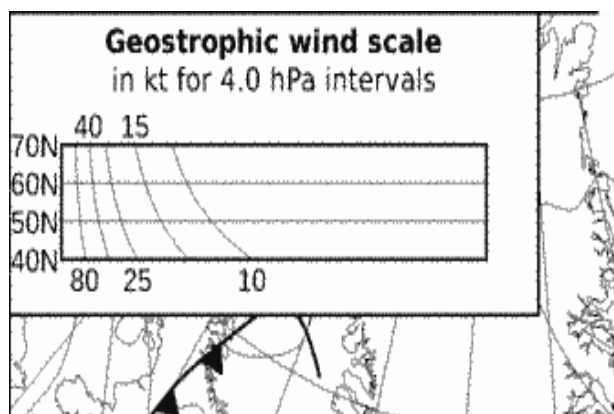 Geostrophic wind scale
in kt for 4.0 hPa intervals
40 15
70N
60N
50N
40N
80 25 10